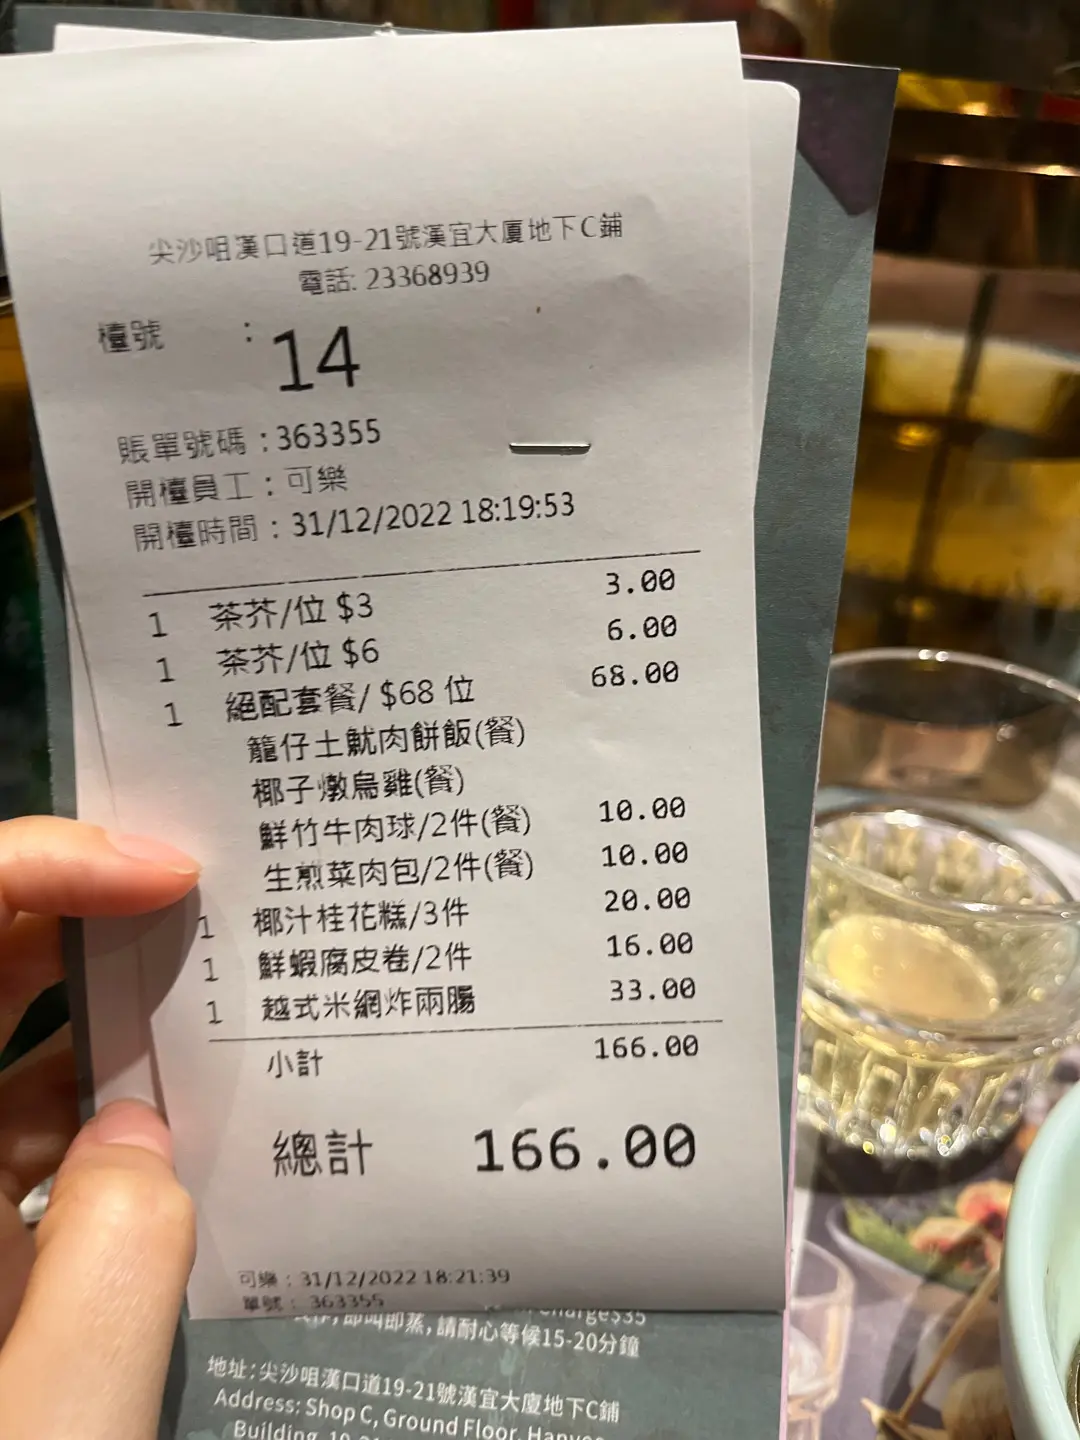 尖沙咀漢口道19-21號漢宜大廈地下C鋪
電話: 23368939
檯號 : 14
賬單號碼 : 363355
開檯員工 : 可樂
開檯時間 : 31/12/2022 18:19:53
1 茶芥/位 $3 3.00
1 茶芥/位 $6 6.00
1 絕配套餐/ $68 位 68.00
籠仔土魷肉餅飯(餐)
椰子燉烏雞(餐)
鮮竹牛肉球/2件(餐) 10.00
生煎菜肉包/2件(餐) 10.00
1 椰汁桂花糕/3件 20.00
1 鮮蝦腐皮卷/2件 16.00
1 越式米網炸兩腸 33.00
小計 166.00
總計 166.00
可樂 : 31/12/2022 18:21:39
單號 : 363355
Charge$35
即叫即蒸,請耐心等候15-20分鐘
地址:尖沙咀漢口道19-21號漢宜大廈地下C鋪
Address: Shop C, Ground Floor,
Building,